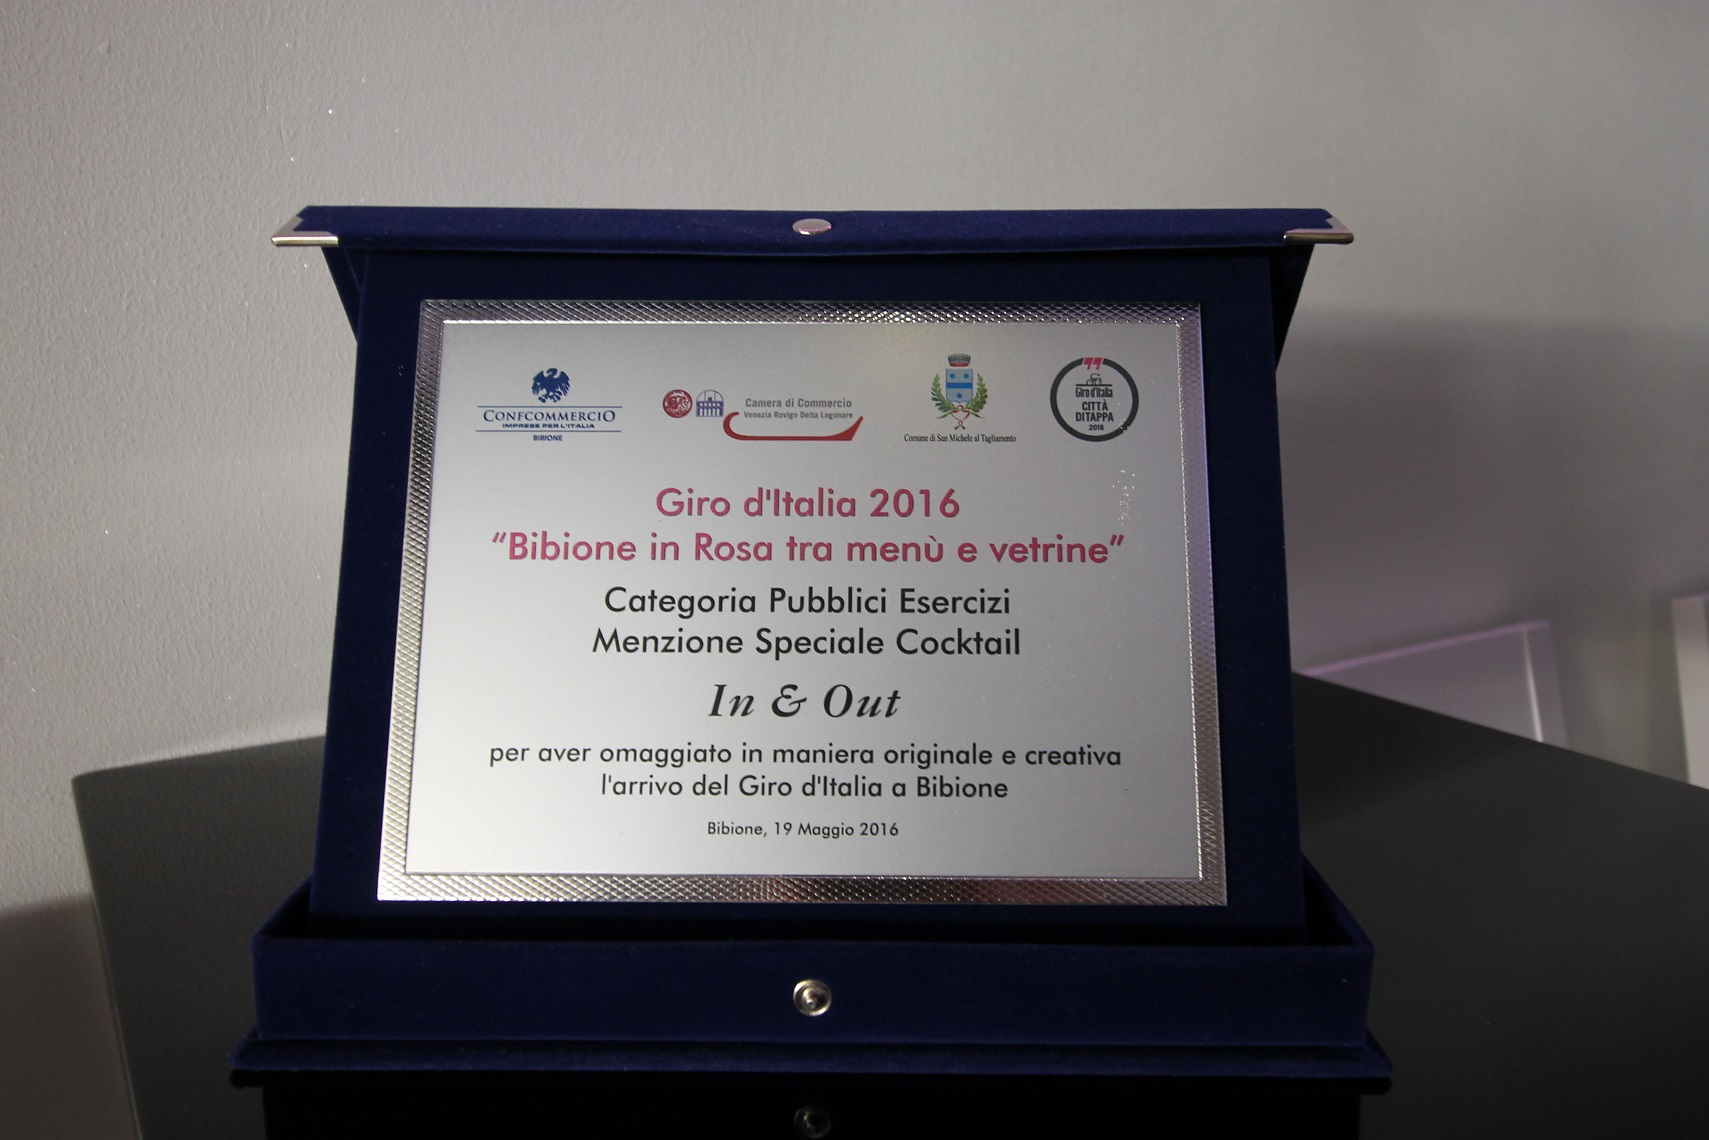 CONFCOMMERCIO
IMPRESE PER L'ITALIA
BIBIONE
Camera di Commercio
Venezia Rovigo Delta Lagunare
Comune di San Michele al Tagliamento
Giro d'Italia
CITTÀ
DI TAPPA
2016
Giro d'Italia 2016
“Bibione in Rosa tra menù e vetrine”
Categoria Pubblici Esercizi
Menzione Speciale Cocktail
In & Out
per aver omaggiato in maniera originale e creativa
l'arrivo del Giro d'Italia a Bibione
Bibione, 19 Maggio 2016